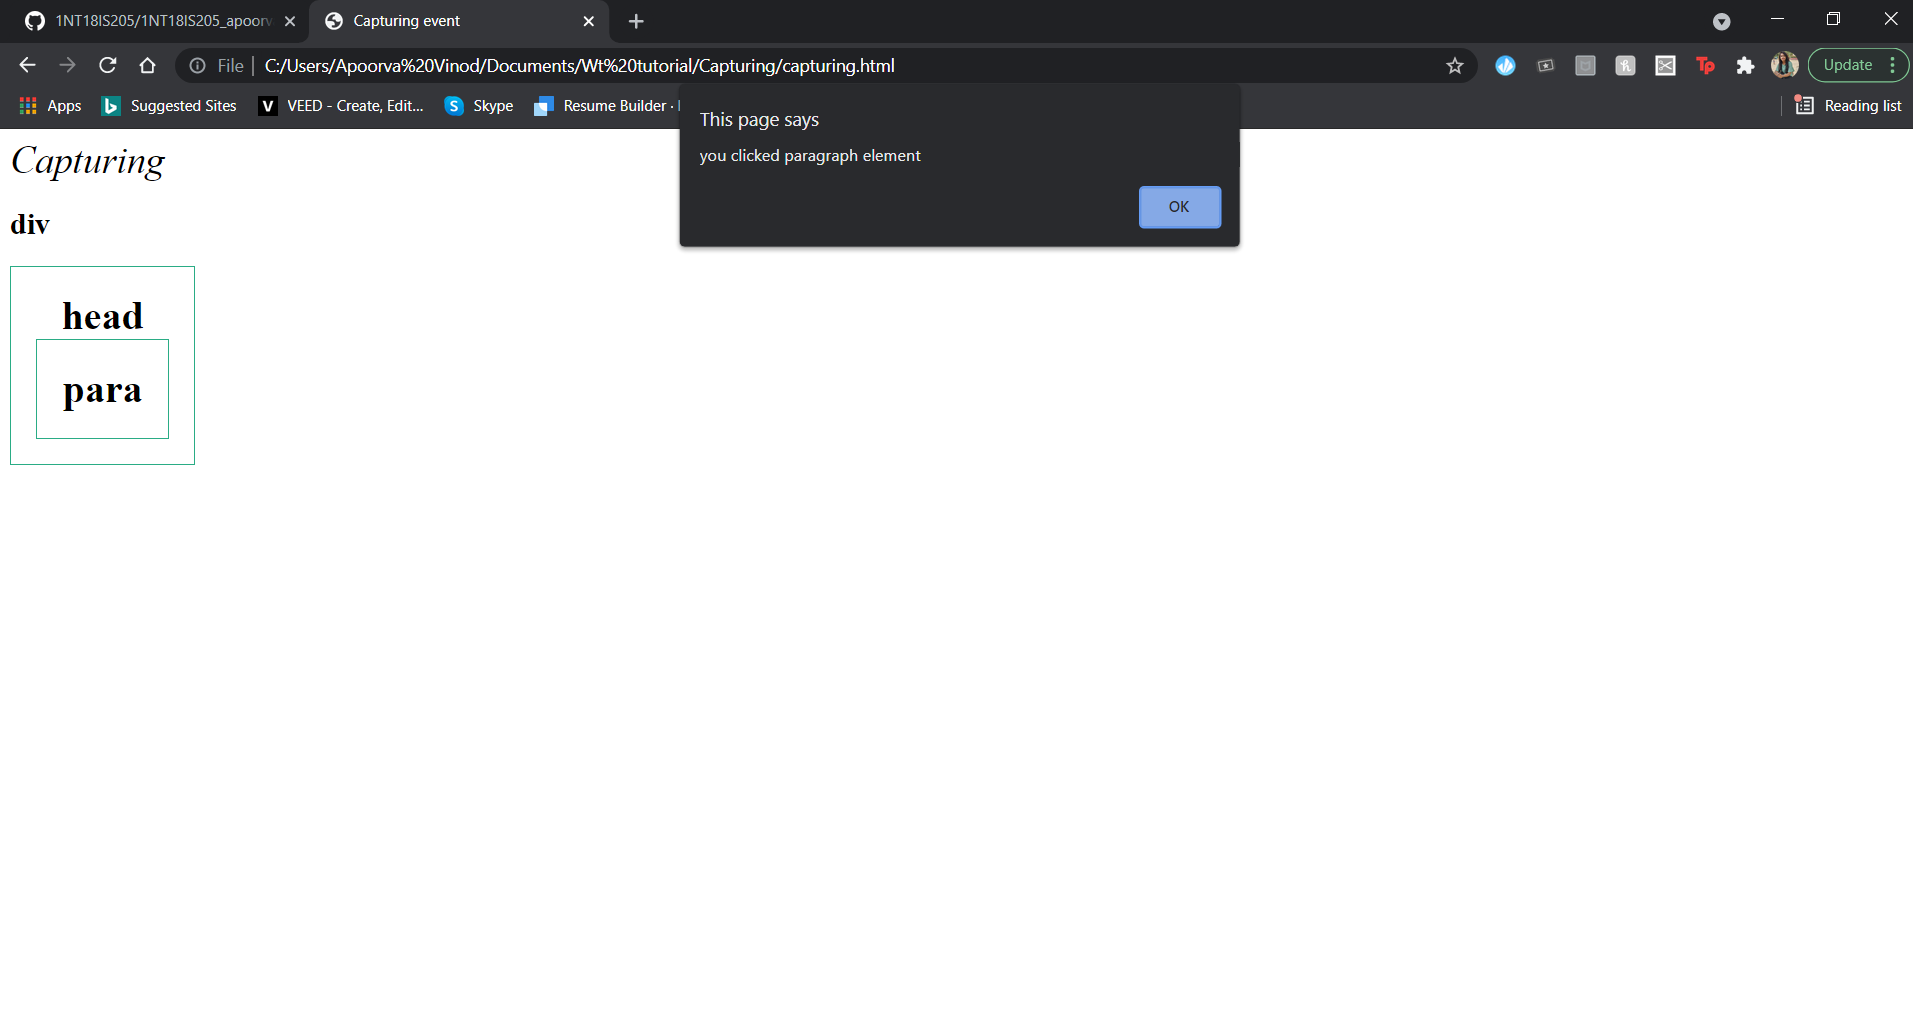 1NT18IS205/1NT18IS205_apoorv
Capturing event
File
C:/Users/Apoorva%20Vinod/Documents/Wt%20tutorial/Capturing/capturing.html
Tp
Update
Apps
Suggested Sites
V
VEED - Create, Edit...
S
Skype
Resume Builder ·
Reading list
This page says
you clicked paragraph element
OK
Capturing
div
head
para